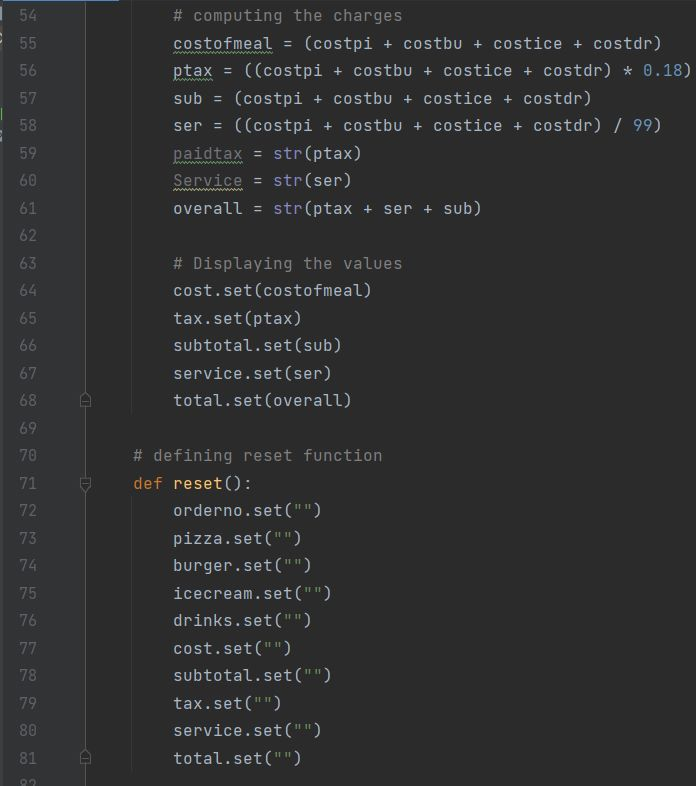 54 # computing the charges
55 costofmeal = (costpi + costbu + costice + costdr)
56 ptax = ((costpi + costbu + costice + costdr) * 0.18)
57 sub = (costpi + costbu + costice + costdr)
58 ser = ((costpi + costbu + costice + costdr) / 99)
59 paidtax = str(ptax)
60 Service = str(ser)
61 overall = str(ptax + ser + sub)
62
63 # Displaying the values
64 cost.set(costofmeal)
65 tax.set(ptax)
66 subtotal.set(sub)
67 service.set(ser)
68 total.set(overall)
69
70 # defining reset function
71 def reset():
72 orderno.set("")
73 pizza.set("")
74 burger.set("")
75 icecream.set("")
76 drinks.set("")
77 cost.set("")
78 subtotal.set("")
79 tax.set("")
80 service.set("")
81 total.set("")
82